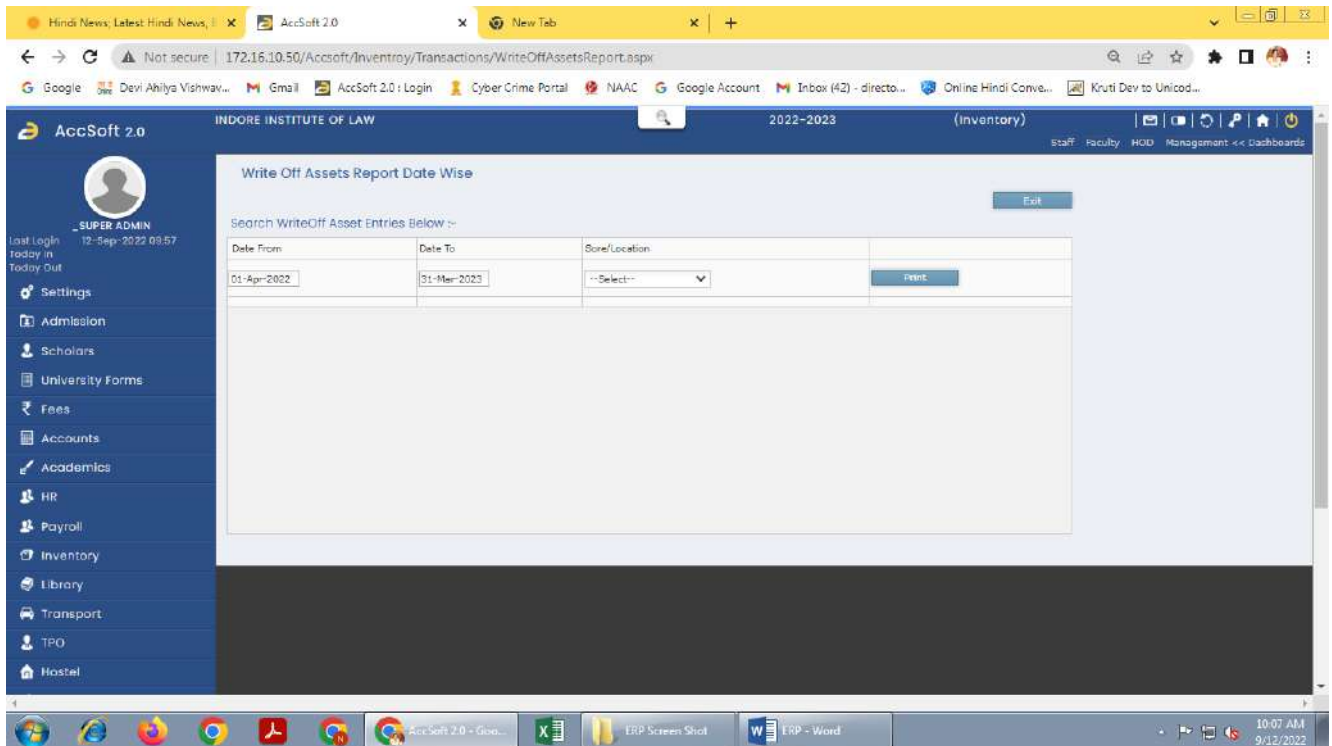 Hindi News; Latest Hindi News,
AccSoft 2.0
New Tab
Not secure | 172.16.10.50/Accsoft/Inventroy/Transactions/WriteOffAssetsReport.aspx
Google
Devi Ahilya Vishwav...
Gmail
AccSoft 2.0 : Login
Cyber Crime Portal
NAAC
Google Account
Inbox (42) - directo...
Online Hindi Conve...
Kruti Dev to Unicod...
AccSoft 2.0
INDORE INSTITUTE OF LAW
2022-2023
(Inventory)
Staff Faculty HOD Management << Dashboards
_SUPER ADMIN
Last Login 12-Sep-2022 09:57
Today In
Today Out
Settings
Admission
Scholars
University Forms
₹ Fees
Accounts
Academics
HR
Payroll
Inventory
Library
Transport
TPO
Hostel
Write Off Assets Report Date Wise
Exit
Search WriteOff Asset Entries Below :-
Date From Date To Sore/Location
01-Apr-2022 31-Mar-2023 --Select-- Print
AccSoft 2.0 - Goo...
ERP Screen Shot
ERP - Word
10:07 AM
9/12/2022